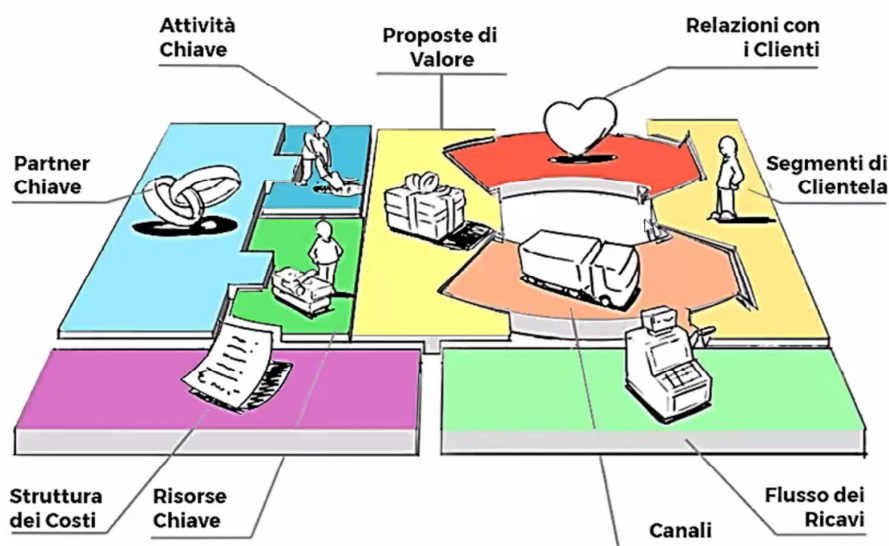 Attività
Chiave
Proposte di
Valore
Relazioni con
i Clienti
Partner
Chiave
Segmenti di
Clientela
Struttura
dei Costi
Risorse
Chiave
Canali
Flusso dei
Ricavi